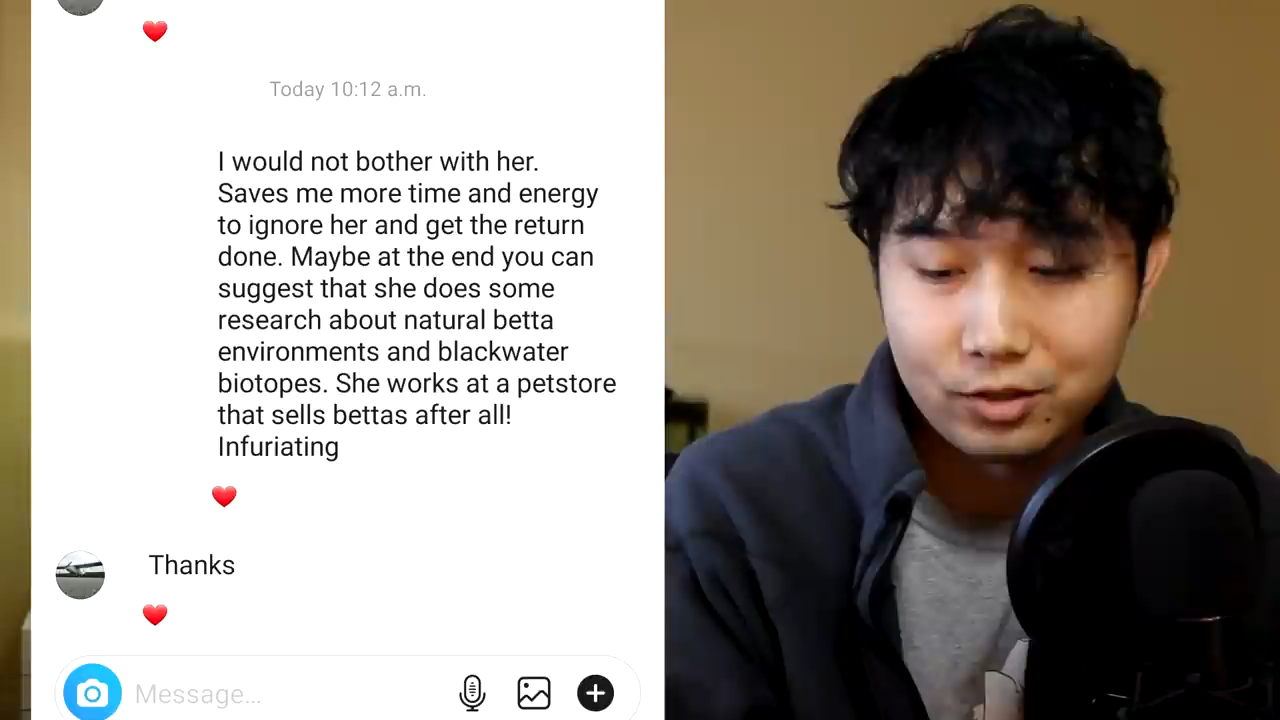 Today 10:12 a.m.
I would not bother with her.
Saves me more time and energy
to ignore her and get the return
done. Maybe at the end you can
suggest that she does some
research about natural betta
environments and blackwater
biotopes. She works at a petstore
that sells bettas after all!
Infuriating
Thanks
Message...